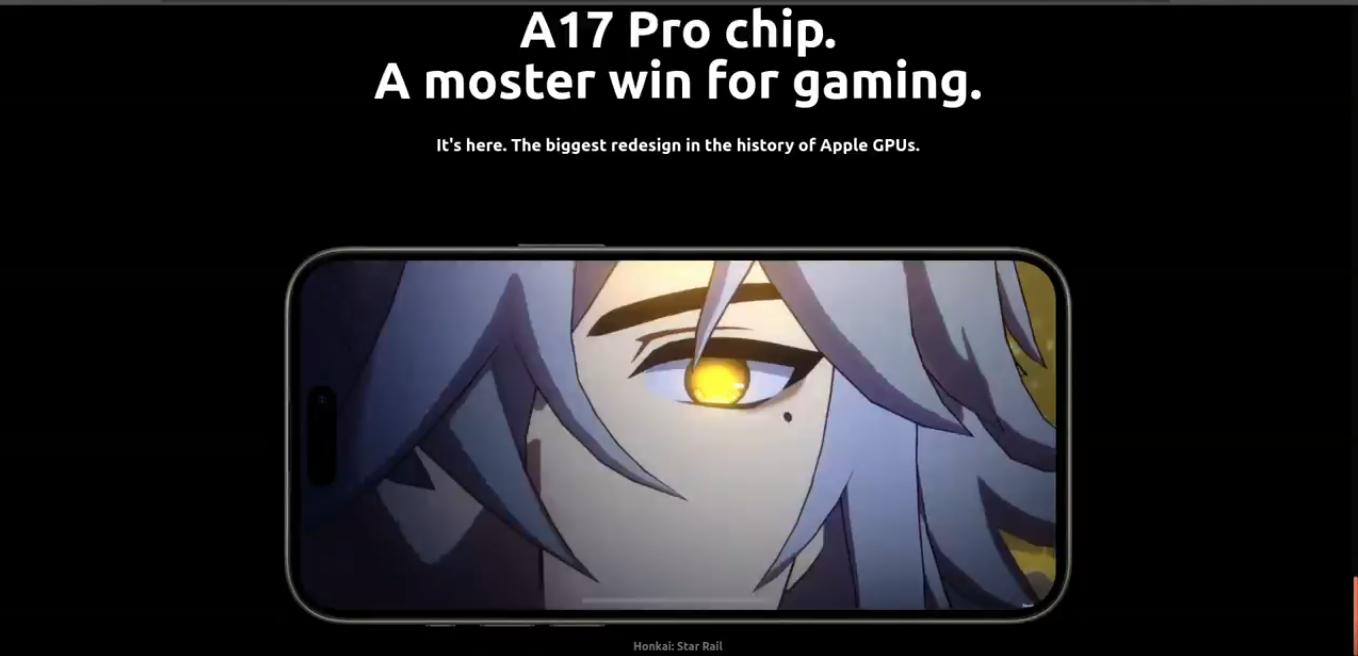 A17 Pro chip.
A moster win for gaming.
It's here. The biggest redesign in the history of Apple GPUs.
Honkai: Star Rail